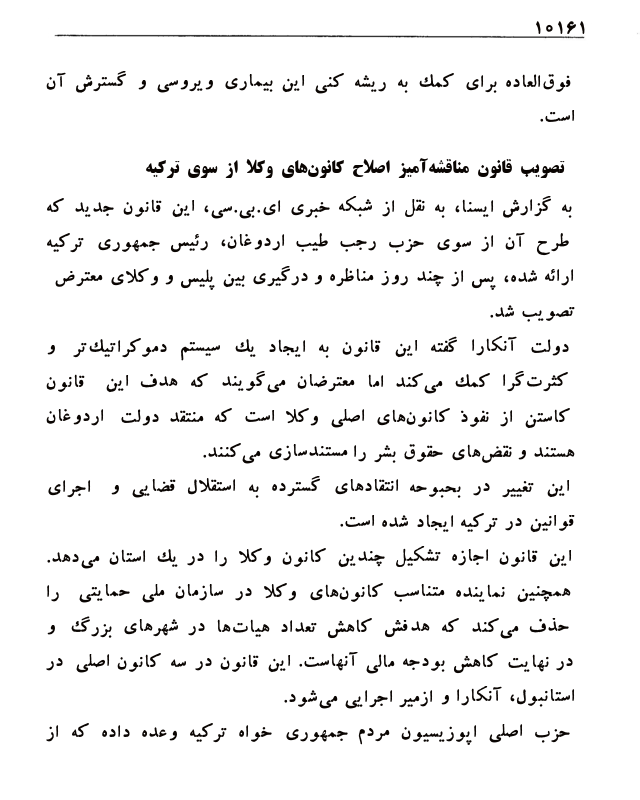 ۱۰۱۶۱
فوق‌العاده برای کمك به ریشه کنی این بیماری ویروسی و گسترش آن
است.
تصویب قانون مناقشه‌آمیز اصلاح کانون‌های وکلا از سوی ترکیه
به گزارش ایسنا، به نقل از شبکه خبری ای.بی.سی، این قانون جدید که
طرح آن از سوی حزب رجب طیب اردوغان، رئیس جمهوری ترکیه
ارائه شده، پس از چند روز مناظره و درگیری بین پلیس و وکلای معترض
تصویب شد.
دولت آنکارا گفته این قانون به ایجاد یك سیستم دموکراتیك‌تر و
کثرت‌گرا کمك می‌کند اما معترضان می‌گویند که هدف این قانون
کاستن از نفوذ کانون‌های اصلی وکلا است که منتقد دولت اردوغان
هستند و نقض‌های حقوق بشر را مستندسازی می‌کنند.
این تغییر در بحبوحه انتقادهای گسترده به استقلال قضایی و اجرای
قوانین در ترکیه ایجاد شده است.
این قانون اجازه تشکیل چندین کانون وکلا را در یك استان می‌دهد.
همچنین نماینده متناسب کانون‌های وکلا در سازمان ملی حمایتی را
حذف می‌کند که هدفش کاهش تعداد هیات‌ها در شهرهای بزرگ و
در نهایت کاهش بودجه مالی آنهاست. این قانون در سه کانون اصلی در
استانبول، آنکارا و ازمیر اجرایی می‌شود.
حزب اصلی اپوزیسیون مردم جمهوری خواه ترکیه وعده داده که از